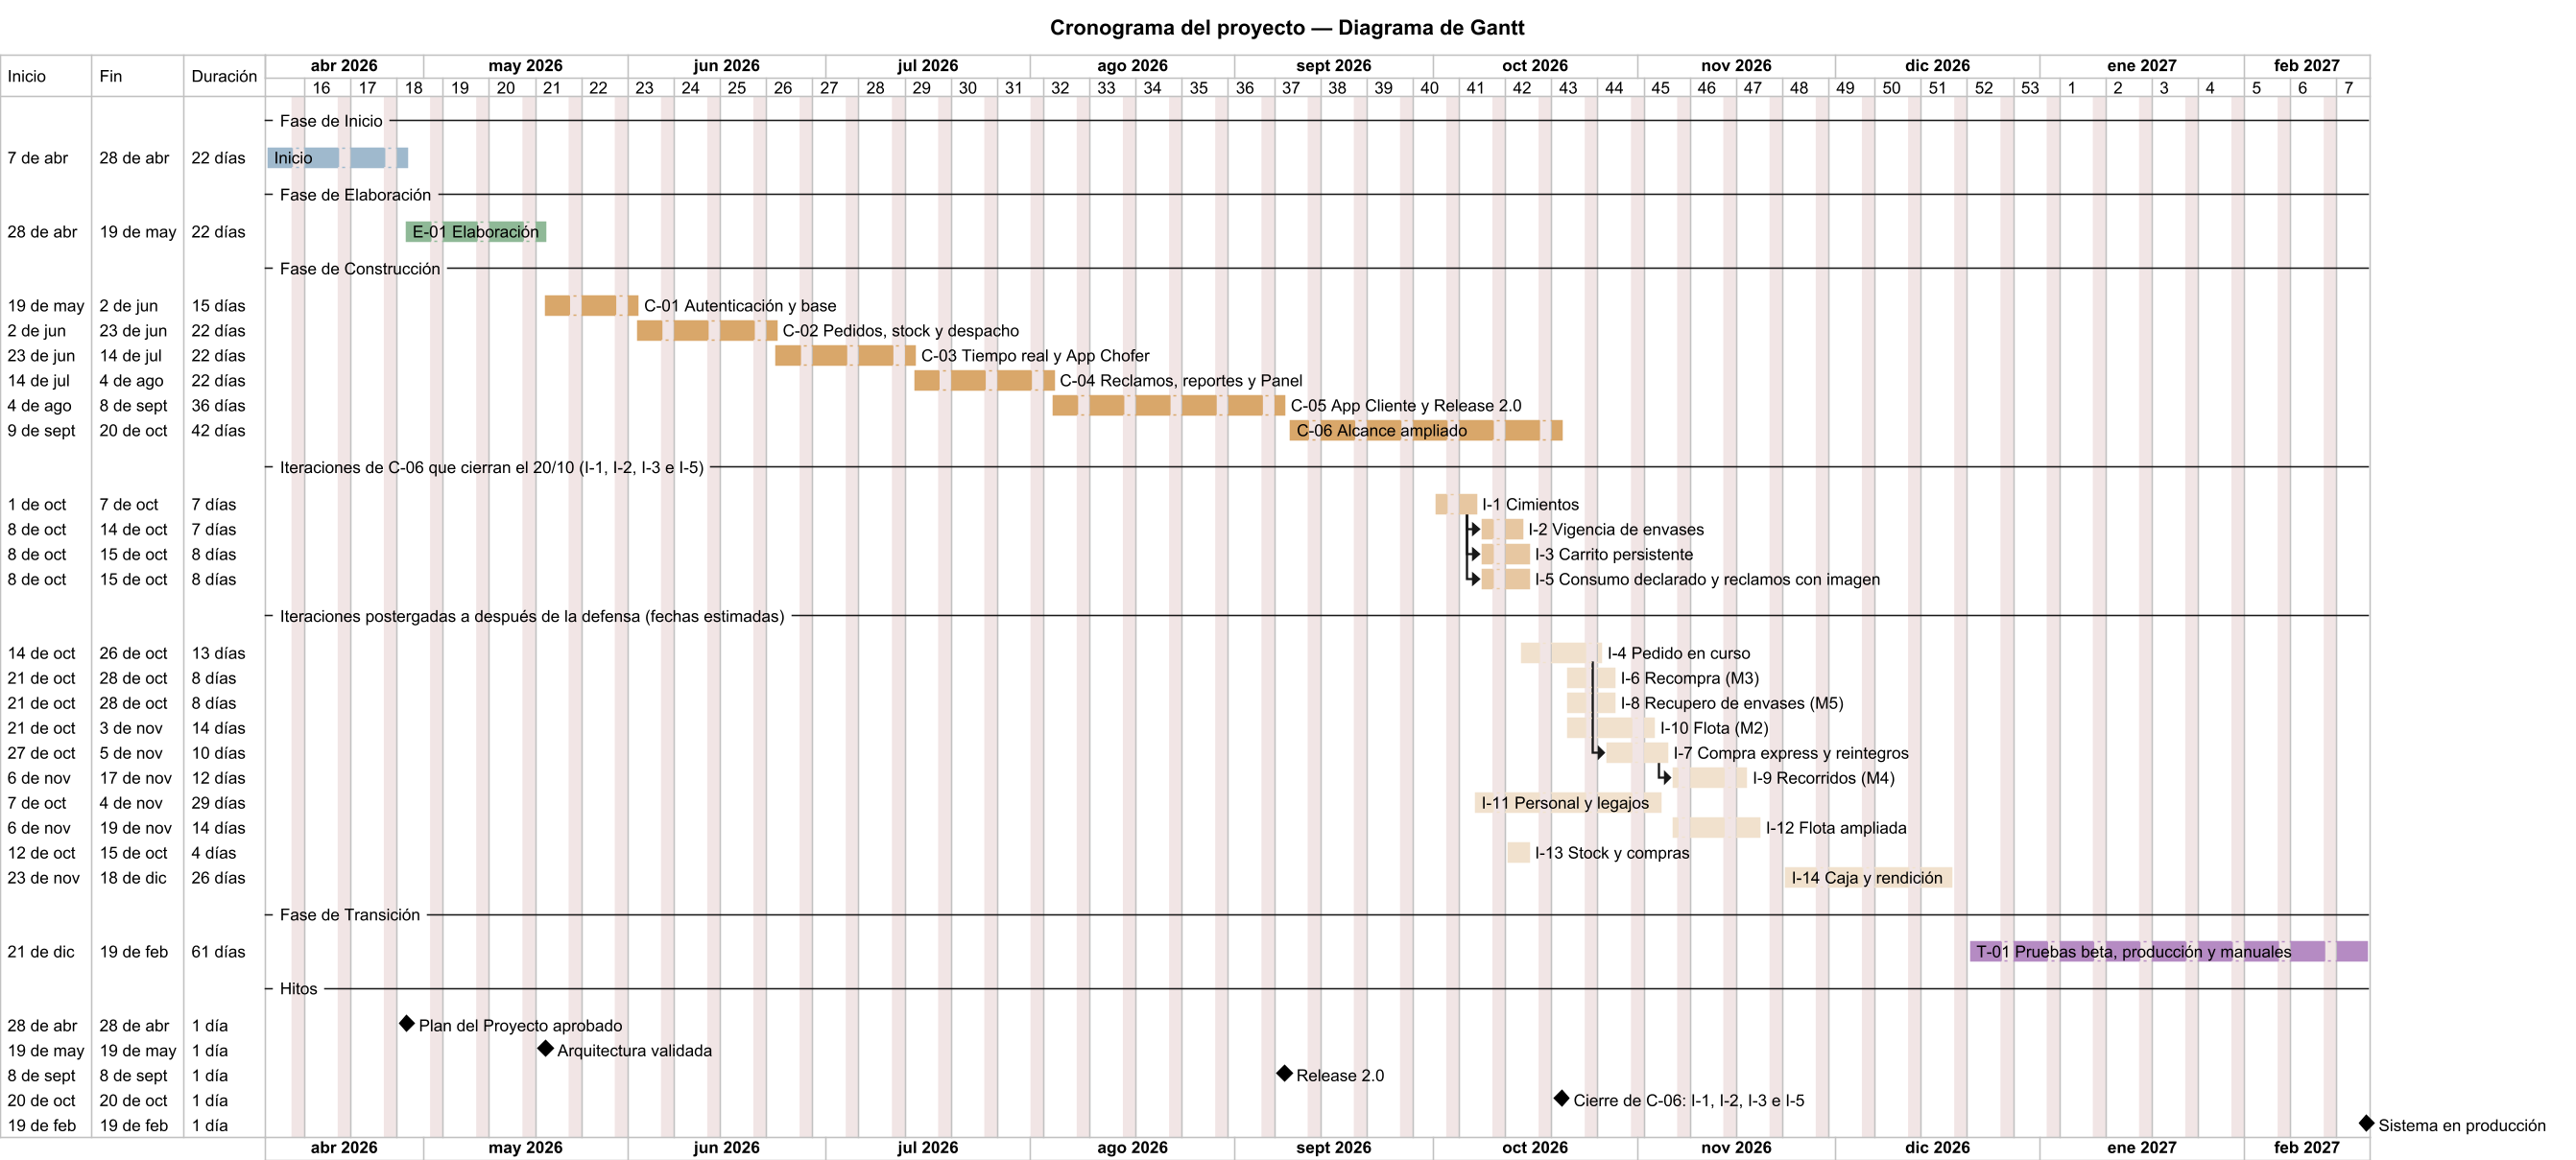 Cronograma del proyecto — Diagrama de Gantt
Inicio Fin Duración abr 2026 may 2026 jun 2026 jul 2026 ago 2026 sept 2026 oct 2026 nov 2026 dic 2026 ene 2027 feb 2027
16 17 18 19 20 21 22 23 24 25 26 27 28 29 30 31 32 33 34 35 36 37 38 39 40 41 42 43 44 45 46 47 48 49 50 51 52 53 1 2 3 4 5 6 7
Fase de Inicio
7 de abr 28 de abr 22 días Inicio
Fase de Elaboración
28 de abr 19 de may 22 días E-01 Elaboración
Fase de Construcción
19 de may 2 de jun 15 días C-01 Autenticación y base
2 de jun 23 de jun 22 días C-02 Pedidos, stock y despacho
23 de jun 14 de jul 22 días C-03 Tiempo real y App Chofer
14 de jul 4 de ago 22 días C-04 Reclamos, reportes y Panel
4 de ago 8 de sept 36 días C-05 App Cliente y Release 2.0
9 de sept 20 de oct 42 días C-06 Alcance ampliado
Iteraciones de C-06 que cierran el 20/10 (I-1, I-2, I-3 e I-5)
1 de oct 7 de oct 7 días I-1 Cimientos
8 de oct 14 de oct 7 días I-2 Vigencia de envases
8 de oct 15 de oct 8 días I-3 Carrito persistente
8 de oct 15 de oct 8 días I-5 Consumo declarado y reclamos con imagen
Iteraciones postergadas a después de la defensa (fechas estimadas)
14 de oct 26 de oct 13 días I-4 Pedido en curso
21 de oct 28 de oct 8 días I-6 Recompra (M3)
21 de oct 28 de oct 8 días I-8 Recupero de envases (M5)
21 de oct 3 de nov 14 días I-10 Flota (M2)
27 de oct 5 de nov 10 días I-7 Compra express y reintegros
6 de nov 17 de nov 12 días I-9 Recorridos (M4)
7 de oct 4 de nov 29 días I-11 Personal y legajos
6 de nov 19 de nov 14 días I-12 Flota ampliada
12 de oct 15 de oct 4 días I-13 Stock y compras
23 de nov 18 de dic 26 días I-14 Caja y rendición
Fase de Transición
21 de dic 19 de feb 61 días T-01 Pruebas beta, producción y manuales
Hitos
28 de abr 28 de abr 1 día Plan del Proyecto aprobado
19 de may 19 de may 1 día Arquitectura validada
8 de sept 8 de sept 1 día Release 2.0
20 de oct 20 de oct 1 día Cierre de C-06: I-1, I-2, I-3 e I-5
19 de feb 19 de feb 1 día Sistema en producción
abr 2026 may 2026 jun 2026 jul 2026 ago 2026 sept 2026 oct 2026 nov 2026 dic 2026 ene 2027 feb 2027